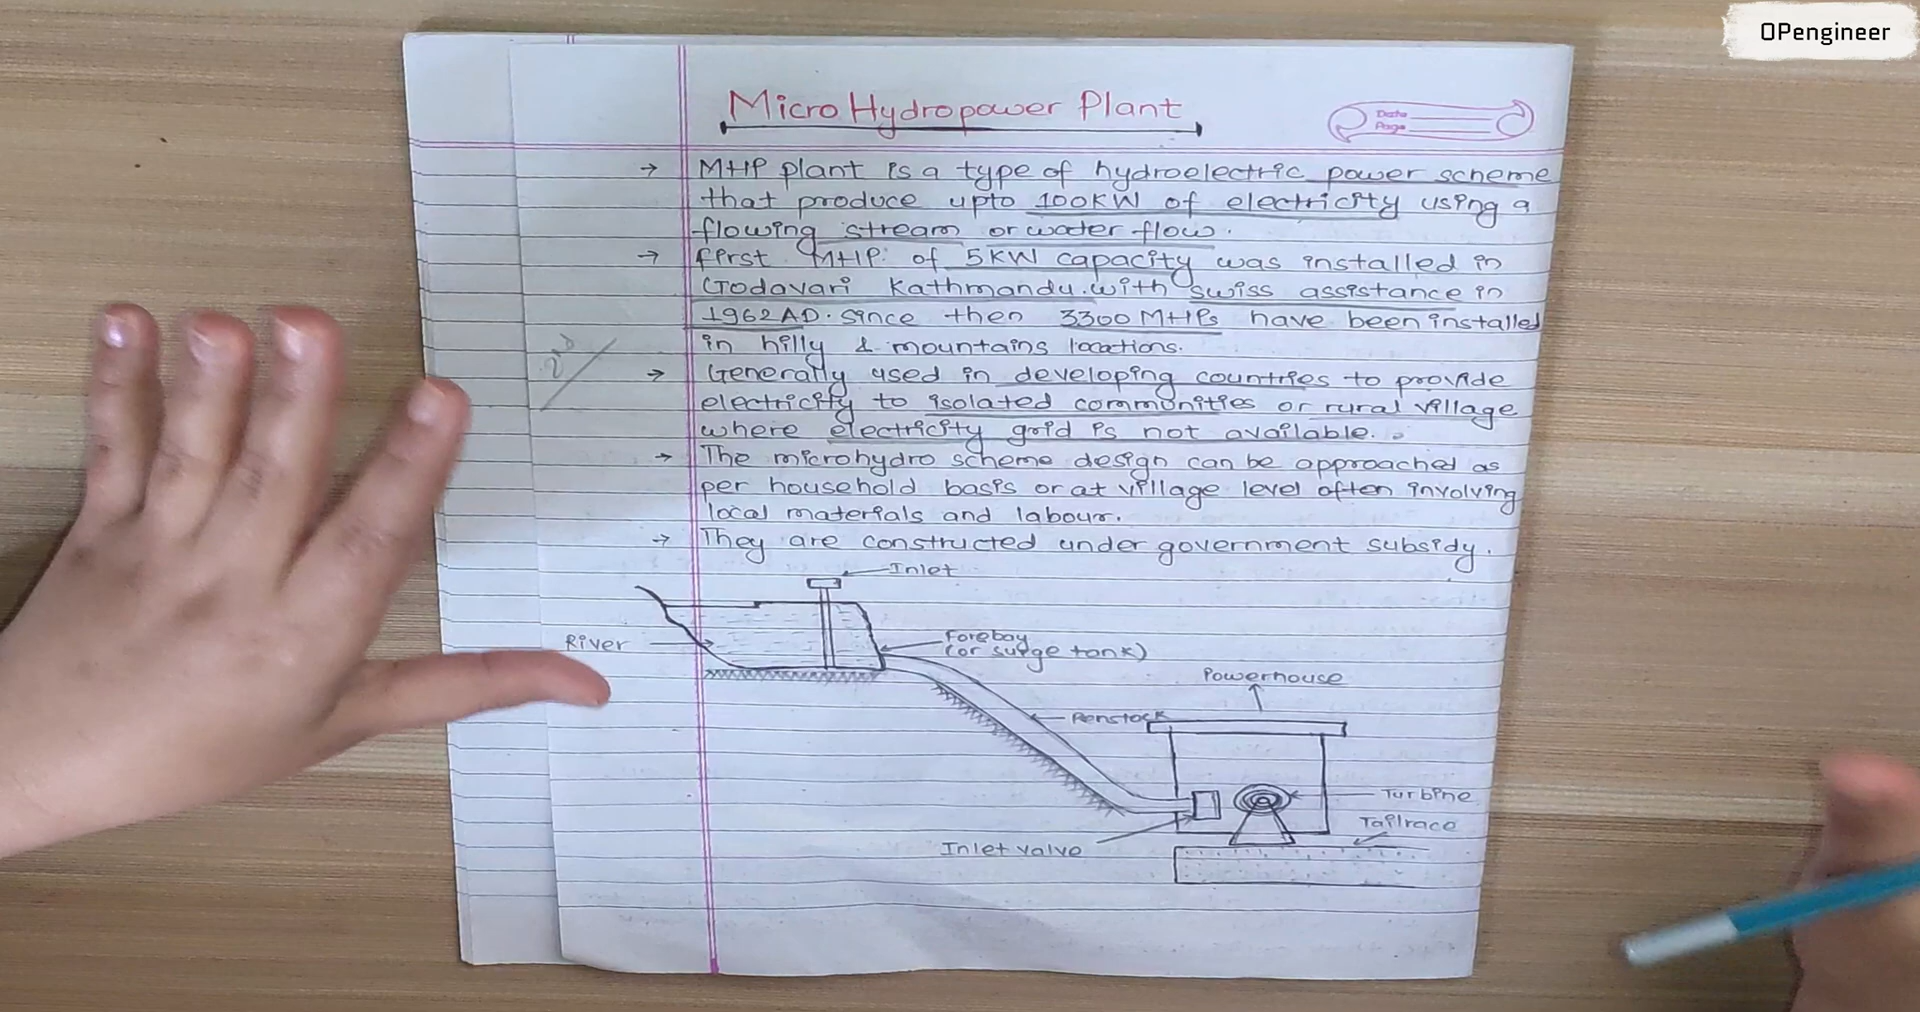 OPengineer
Micro Hydropower Plant
Date
Page
→ MHP plant is a type of hydroelectric power scheme
that produce upto 100KW of electricity using a
flowing stream or water flow.
→ first MHP of 5KW capacity was installed in
Godavari Kathmandu with swiss assistance in
1962 AD. since then 3300 MHPs have been installed
in hilly & mountains locations.
2nd
→ Generally used in developing countries to provide
electricity to isolated communities or rural village
where electricity grid is not available.
→ The microhydro scheme design can be approached as
per household basis or at village level often involving
local materials and labour.
→ They are constructed under government subsidy.
Inlet
River
Forebay
(or surge tank)
Powerhouse
Penstock
Turbine
Tailrace
Inlet valve